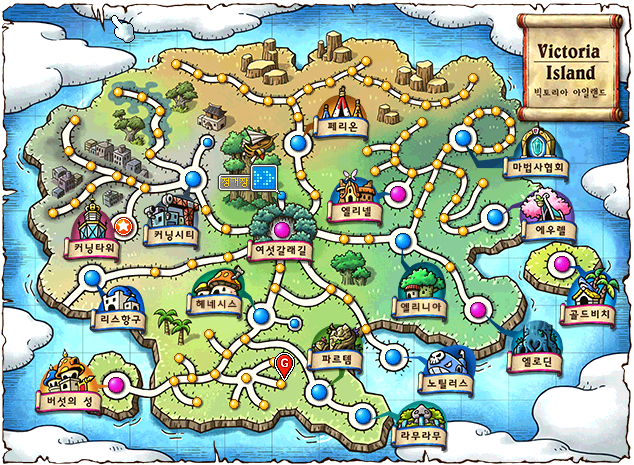 Victoria
Island
빅토리아 아일랜드
페리온
마법사협회
정거장
엘리넬
에우렐
커닝타워
커닝시티
여섯갈래길
리스항구
헤네시스
엘리니아
골드비치
파르템
노틸러스
엘로딘
G
버섯의 성
라무라무